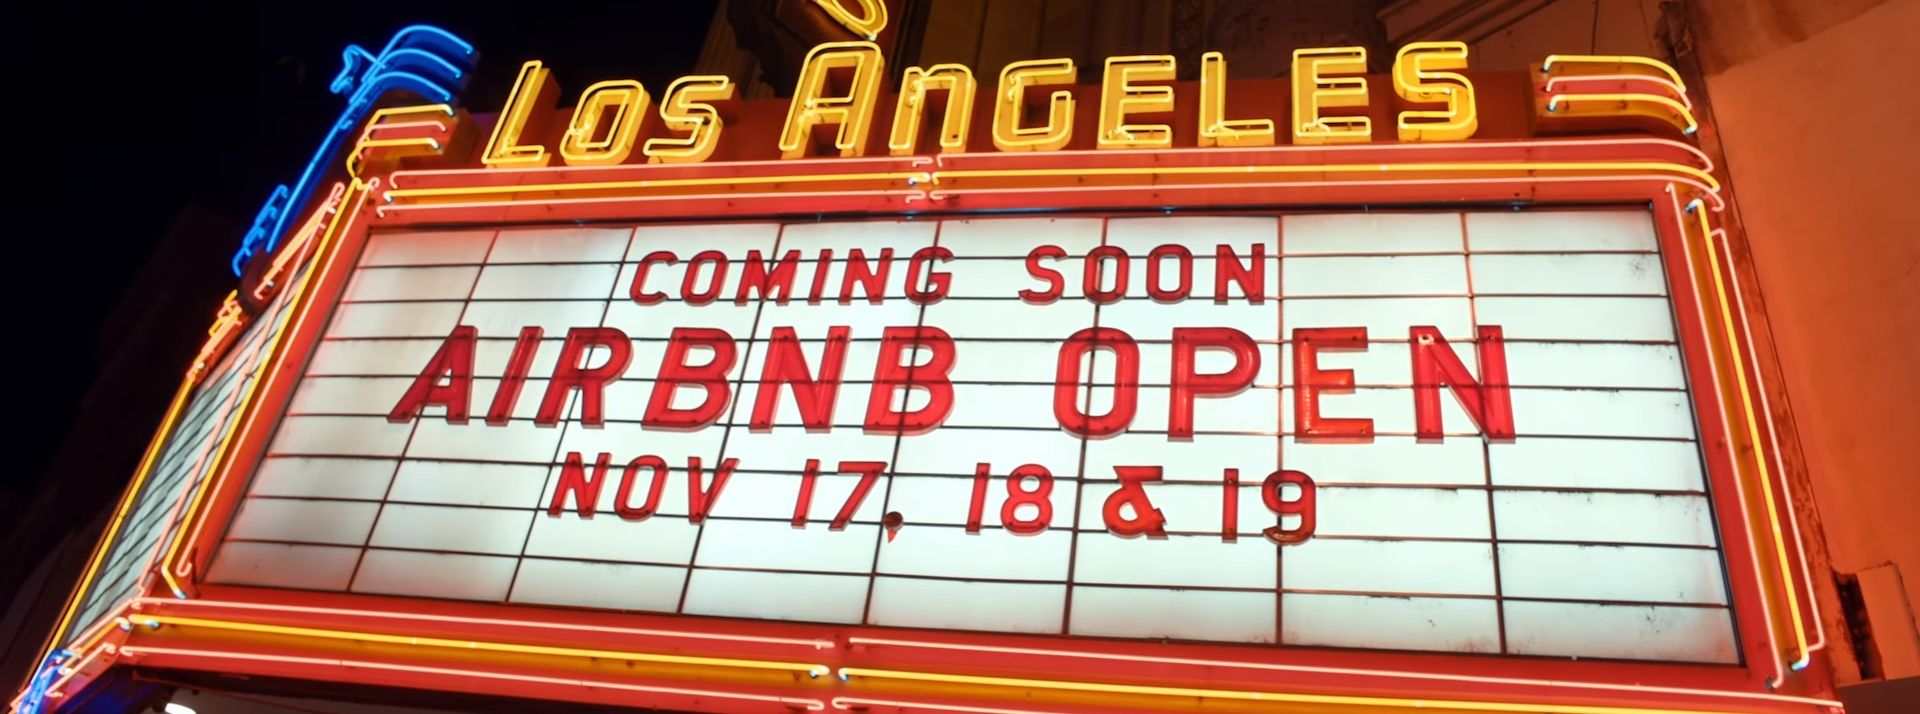 Los Angeles
COMING SOON
AIRBNB OPEN
NOV 17, 18 & 19